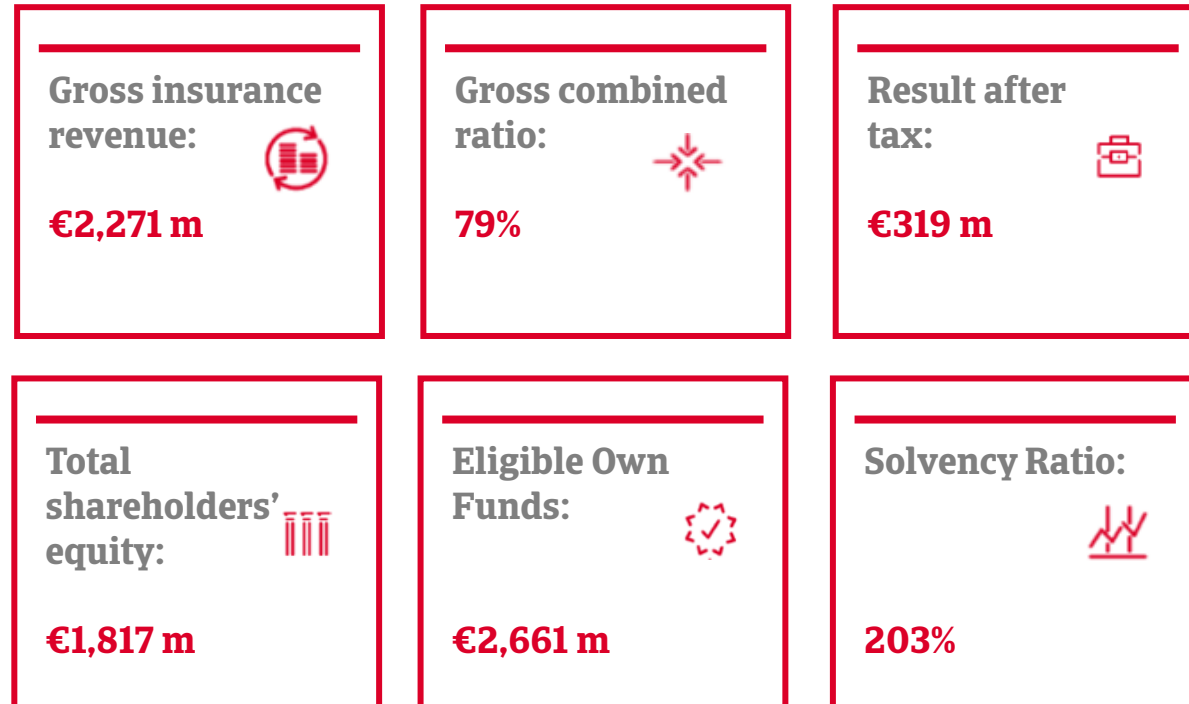 Gross insurance
revenue:
€2,271 m
Gross combined
ratio:
79%
Result after
tax:
€319 m
Total
shareholders’
equity:
€1,817 m
Eligible Own
Funds:
€2,661 m
Solvency Ratio:
203%